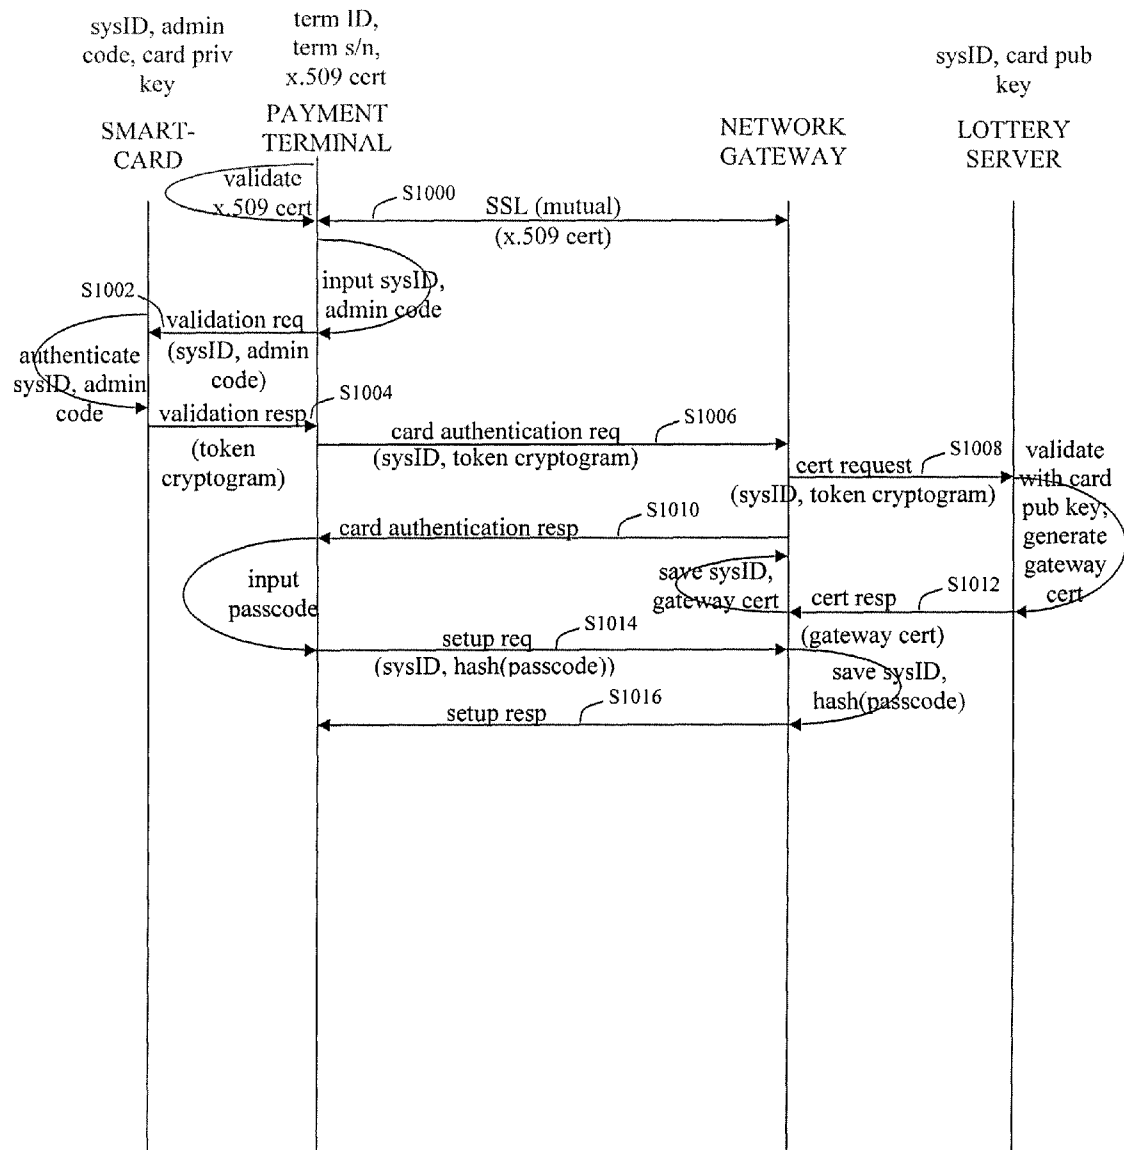 sysID, admin
code, card priv
key
term ID,
term s/n,
x.509 cert
sysID, card pub
key
SMART-
CARD
PAYMENT
TERMINAL
NETWORK
GATEWAY
LOTTERY
SERVER
validate
x.509 cert
S1000
SSL (mutual)
(x.509 cert)
input sysID,
admin code
S1002
validation req
(sysID, admin
code)
authenticate
sysID, admin
code
S1004
validation resp
(token
cryptogram)
S1006
card authentication req
(sysID, token cryptogram)
S1008
cert request
(sysID, token cryptogram)
validate
with card
pub key;
generate
gateway
cert
S1010
card authentication resp
input
passcode
save sysID,
gateway cert
S1012
cert resp
(gateway cert)
S1014
setup req
(sysID, hash(passcode))
save sysID,
hash(passcode)
S1016
setup resp